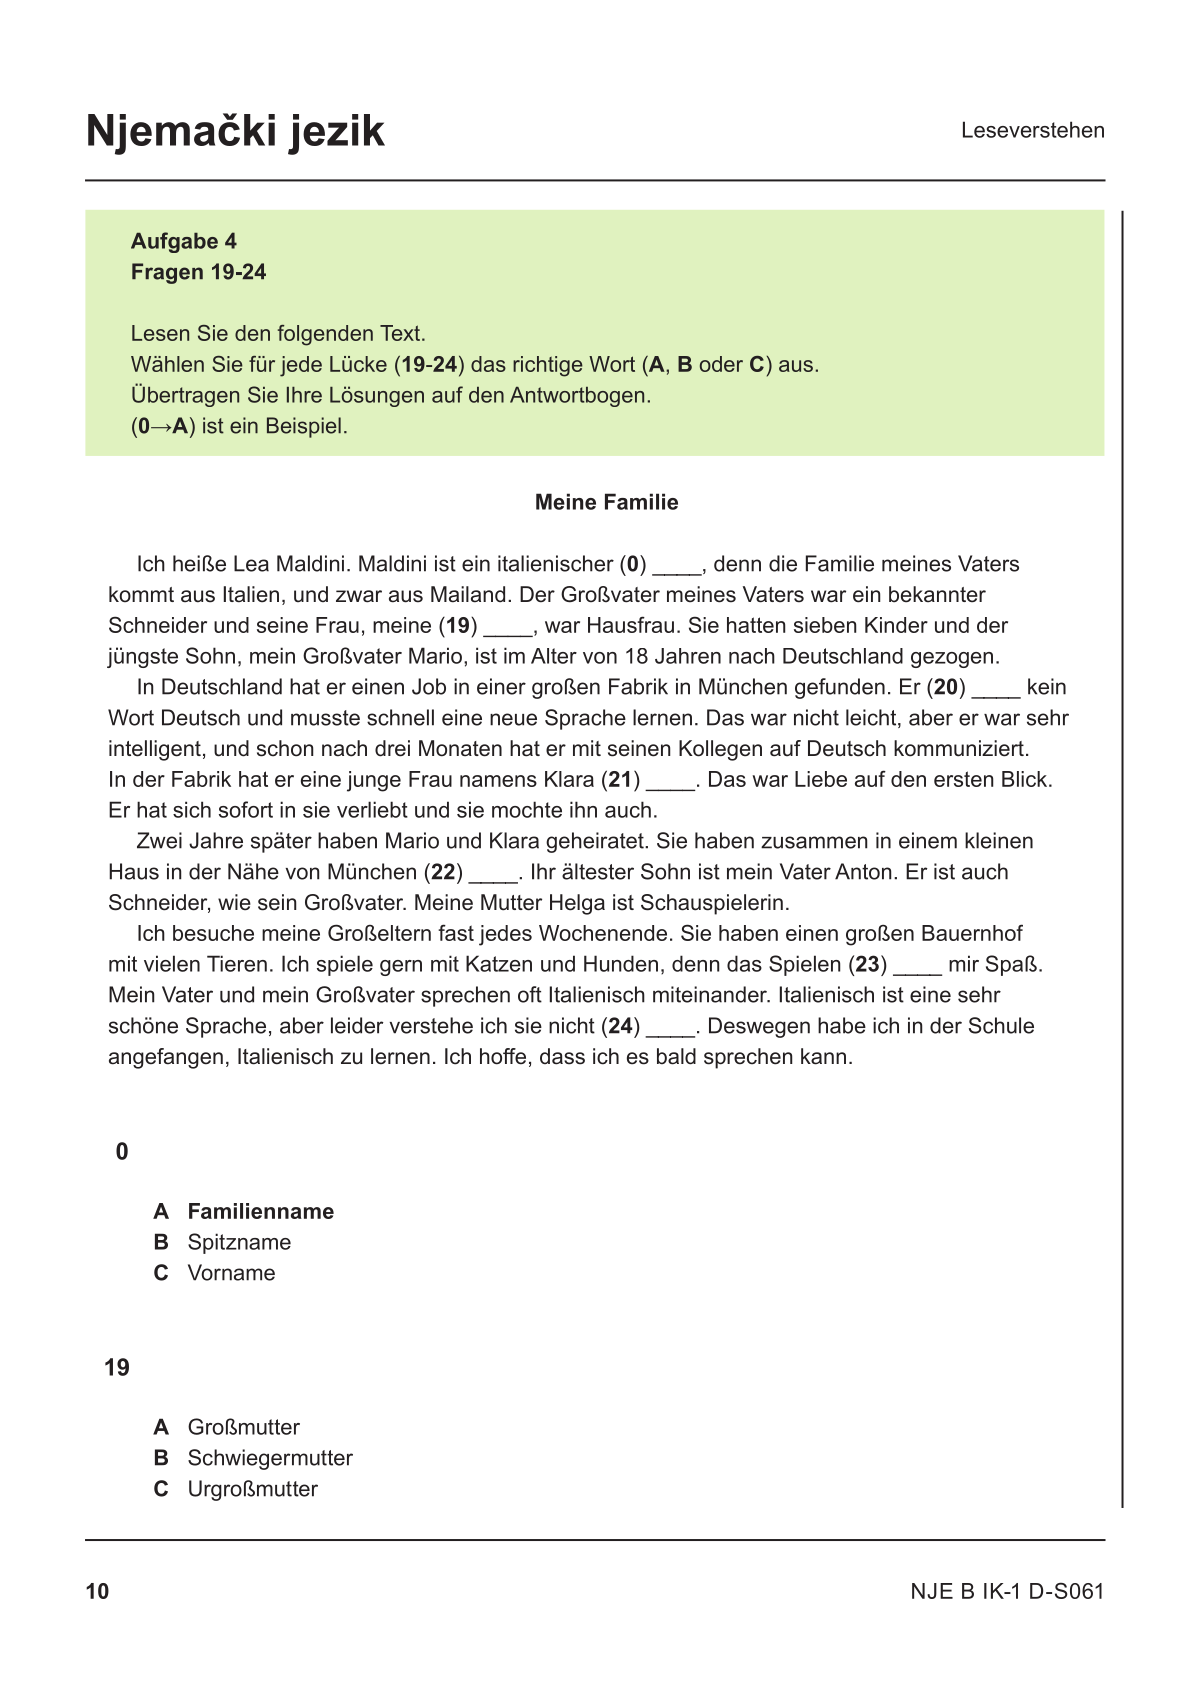 Njemački jezik
Leseverstehen
Aufgabe 4
Fragen 19-24
Lesen Sie den folgenden Text.
Wählen Sie für jede Lücke (19-24) das richtige Wort (A, B oder C) aus.
Übertragen Sie Ihre Lösungen auf den Antwortbogen.
(0→A) ist ein Beispiel.
Meine Familie
Ich heiße Lea Maldini. Maldini ist ein italienischer (0) ____, denn die Familie meines Vaters
kommt aus Italien, und zwar aus Mailand. Der Großvater meines Vaters war ein bekannter
Schneider und seine Frau, meine (19) ____, war Hausfrau. Sie hatten sieben Kinder und der
jüngste Sohn, mein Großvater Mario, ist im Alter von 18 Jahren nach Deutschland gezogen.
In Deutschland hat er einen Job in einer großen Fabrik in München gefunden. Er (20) ____ kein
Wort Deutsch und musste schnell eine neue Sprache lernen. Das war nicht leicht, aber er war sehr
intelligent, und schon nach drei Monaten hat er mit seinen Kollegen auf Deutsch kommuniziert.
In der Fabrik hat er eine junge Frau namens Klara (21) ____. Das war Liebe auf den ersten Blick.
Er hat sich sofort in sie verliebt und sie mochte ihn auch.
Zwei Jahre später haben Mario und Klara geheiratet. Sie haben zusammen in einem kleinen
Haus in der Nähe von München (22) ____. Ihr ältester Sohn ist mein Vater Anton. Er ist auch
Schneider, wie sein Großvater. Meine Mutter Helga ist Schauspielerin.
Ich besuche meine Großeltern fast jedes Wochenende. Sie haben einen großen Bauernhof
mit vielen Tieren. Ich spiele gern mit Katzen und Hunden, denn das Spielen (23) ____ mir Spaß.
Mein Vater und mein Großvater sprechen oft Italienisch miteinander. Italienisch ist eine sehr
schöne Sprache, aber leider verstehe ich sie nicht (24) ____. Deswegen habe ich in der Schule
angefangen, Italienisch zu lernen. Ich hoffe, dass ich es bald sprechen kann.
0
A Familienname
B Spitzname
C Vorname
19
A Großmutter
B Schwiegermutter
C Urgroßmutter
10
NJE B IK-1 D-S061